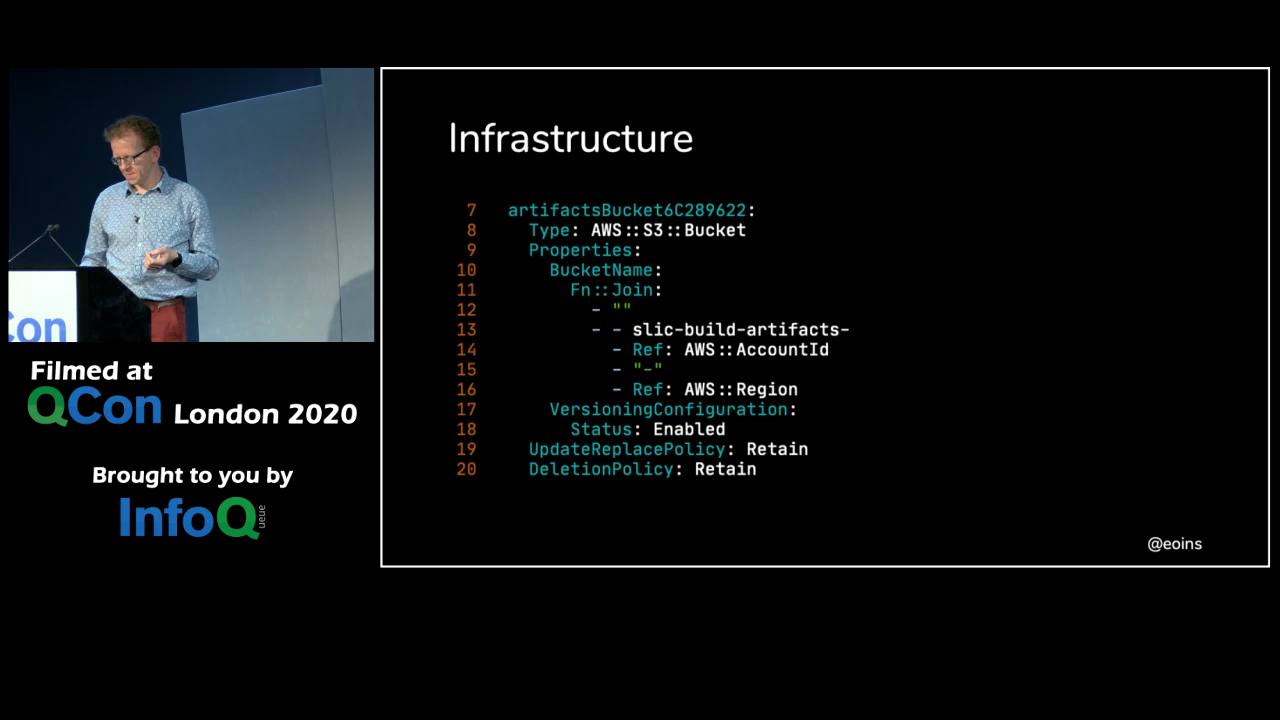 con
Filmed at
QCon London 2020
Brought to you by
InfoQ
ueue
Infrastructure
7 artifactsBucket6C289622:
8 Type: AWS::S3::Bucket
9 Properties:
10 BucketName:
11 Fn::Join:
12 - ""
13 - - slic-build-artifacts-
14 - Ref: AWS::AccountId
15 - "-"
16 - Ref: AWS::Region
17 VersioningConfiguration:
18 Status: Enabled
19 UpdateReplacePolicy: Retain
20 DeletionPolicy: Retain
@eoins